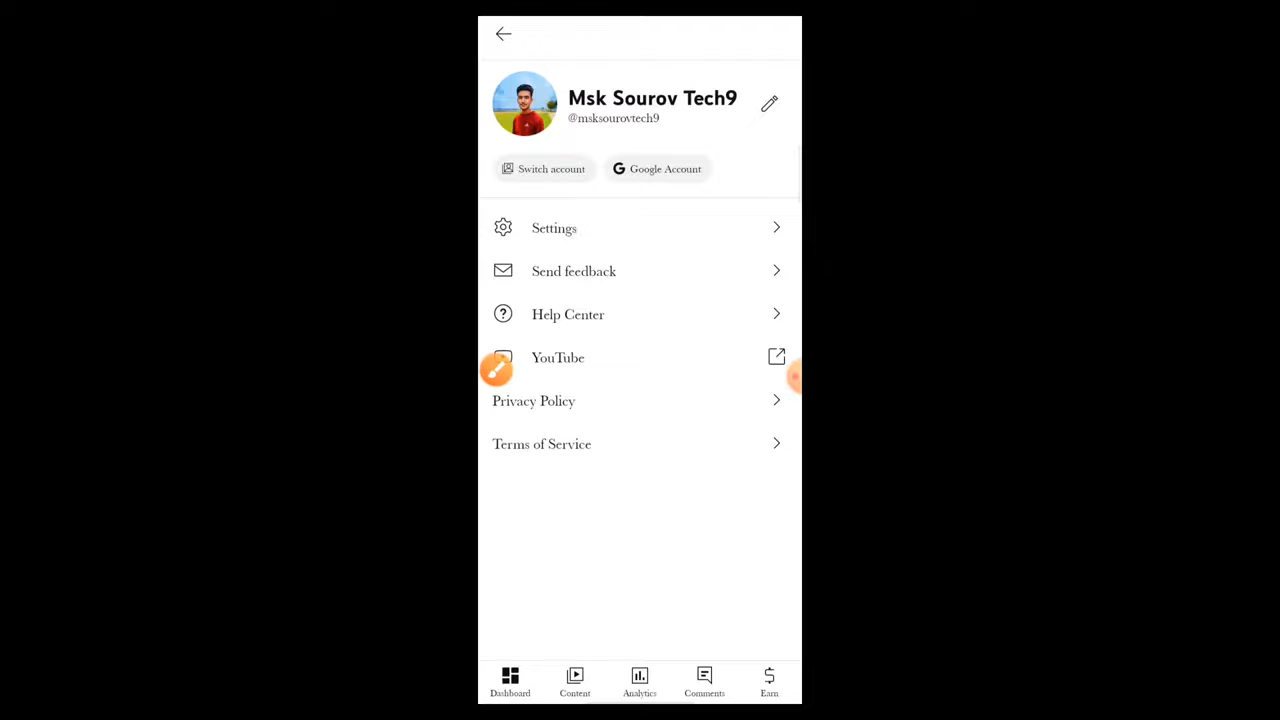 Msk Sourov Tech9
@msksourovtech9
Switch account
Google Account
Settings
Send feedback
Help Center
YouTube
Privacy Policy
Terms of Service
Dashboard
Content
Analytics
Comments
Earn